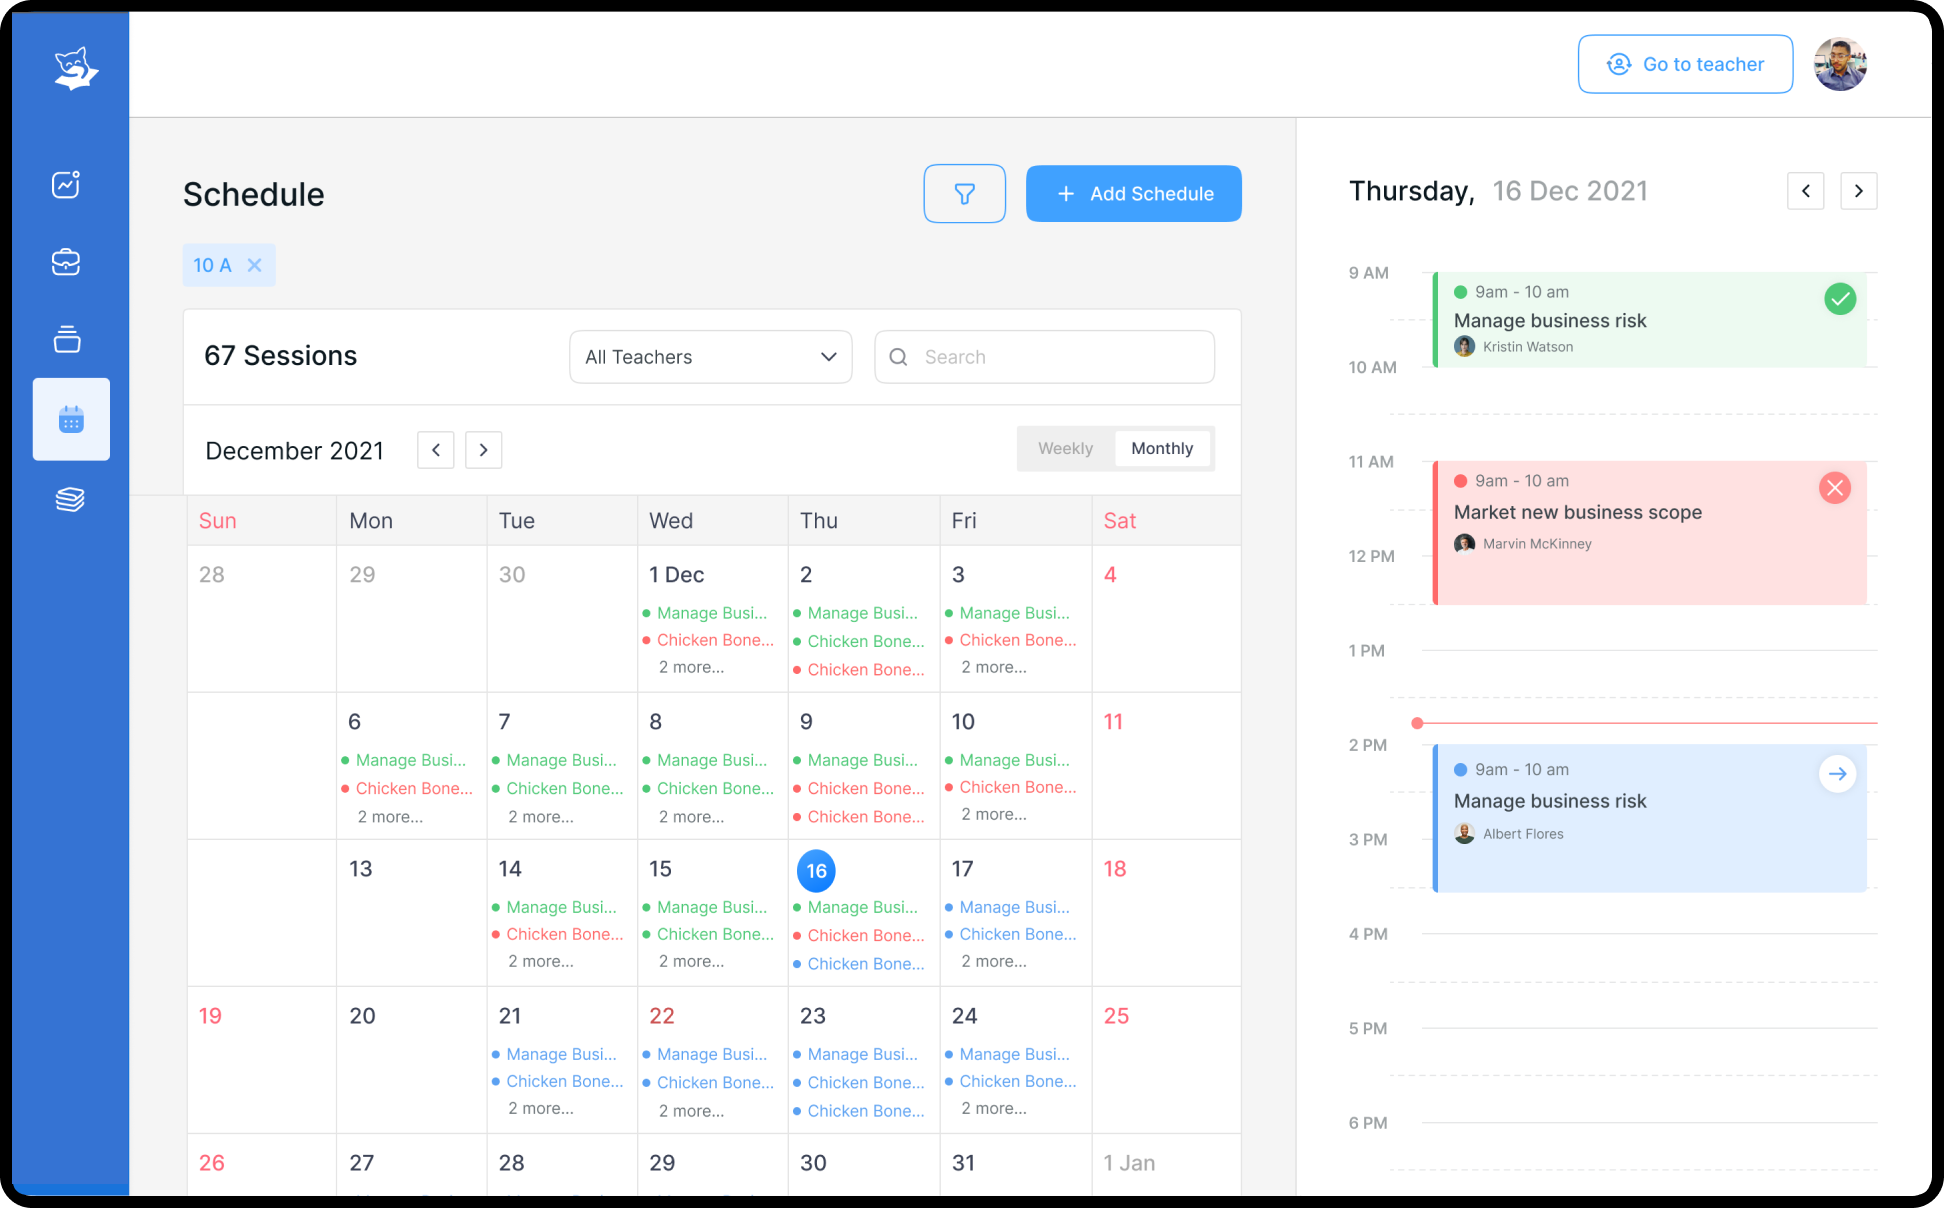 Go to teacher
Schedule
Add Schedule
10 A
67 Sessions
All Teachers
Search
December 2021
Weekly
Monthly
Sun Mon Tue Wed Thu Fri Sat
28 29 30 1 Dec 2 3 4
Manage Busi... Manage Busi... Manage Busi...
Chicken Bone... Chicken Bone... Chicken Bone...
2 more... Chicken Bone... 2 more...
6 7 8 9 10 11
Manage Busi... Manage Busi... Manage Busi... Manage Busi... Manage Busi...
Chicken Bone... Chicken Bone... Chicken Bone... Chicken Bone... Chicken Bone...
2 more... 2 more... 2 more... Chicken Bone... 2 more...
13 14 15 16 17 18
Manage Busi... Manage Busi... Manage Busi... Manage Busi...
Chicken Bone... Chicken Bone... Chicken Bone... Chicken Bone...
2 more... 2 more... Chicken Bone... 2 more...
19 20 21 22 23 24 25
Manage Busi... Manage Busi... Manage Busi... Manage Busi...
Chicken Bone... Chicken Bone... Chicken Bone... Chicken Bone...
2 more... 2 more... Chicken Bone... 2 more...
26 27 28 29 30 31 1 Jan
Thursday, 16 Dec 2021
9 AM
9am - 10 am
Manage business risk
Kristin Watson
10 AM
11 AM
9am - 10 am
Market new business scope
Marvin McKinney
12 PM
1 PM
2 PM
9am - 10 am
Manage business risk
Albert Flores
3 PM
4 PM
5 PM
6 PM